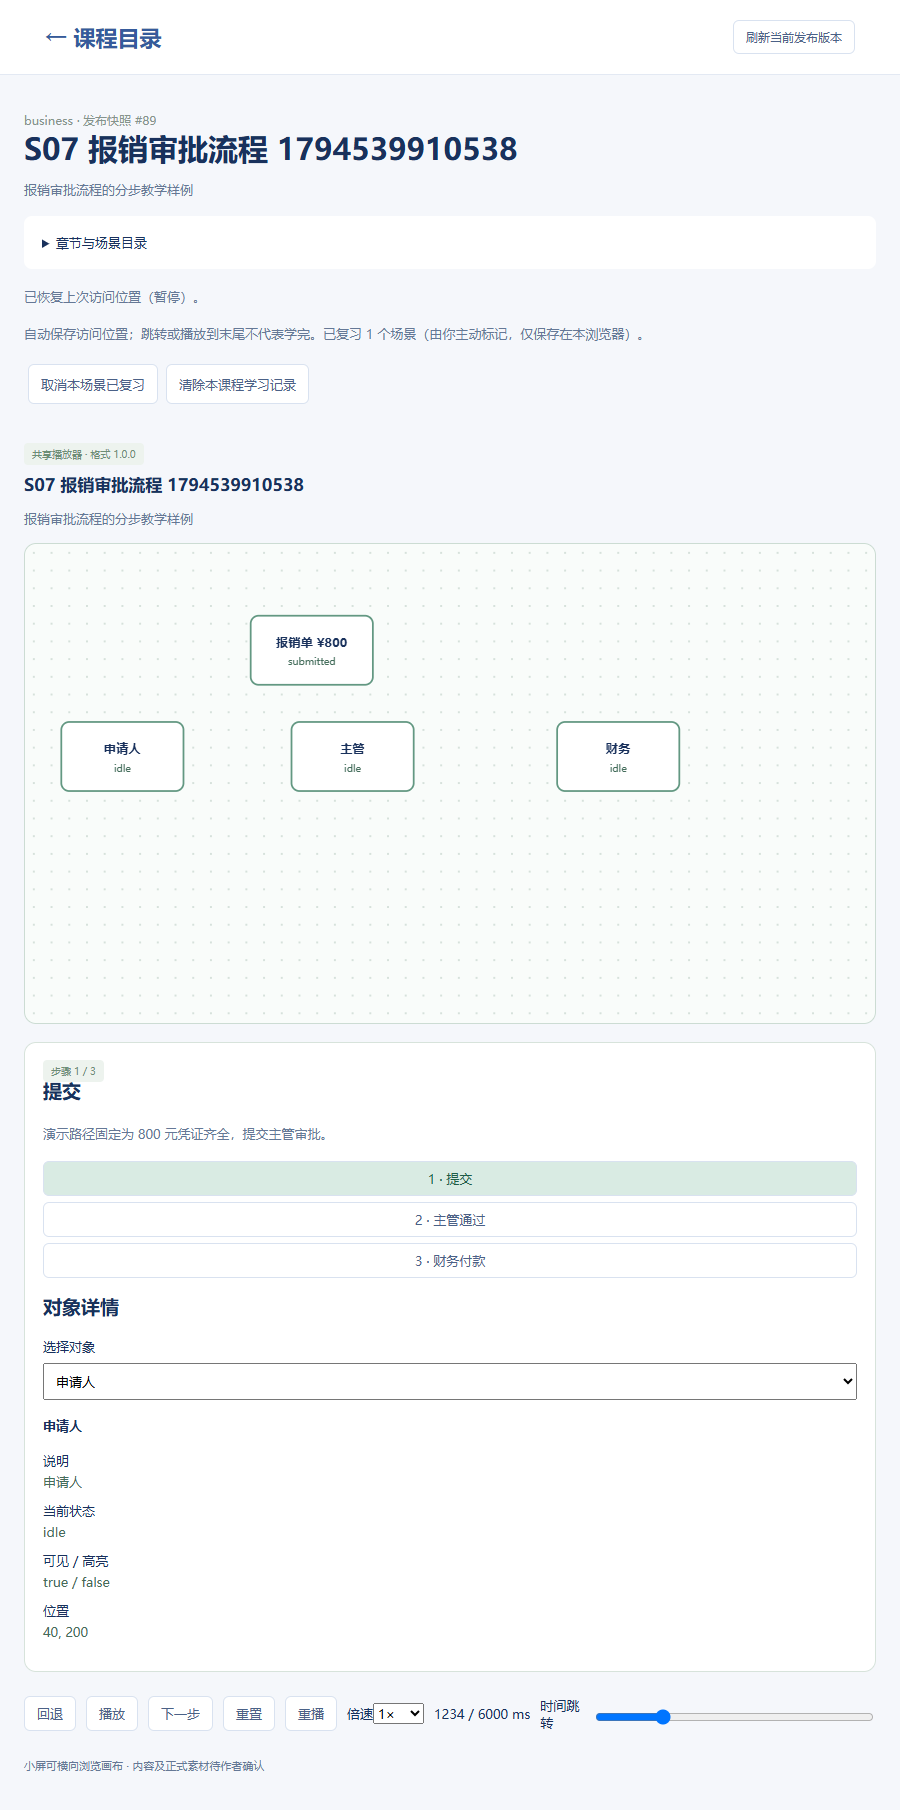 ← 课程目录
刷新当前发布版本
business · 发布快照 #89
S07 报销审批流程 1794539910538
报销审批流程的分步教学样例
▶ 章节与场景目录
已恢复上次访问位置（暂停）。
自动保存访问位置；跳转或播放到末尾不代表学完。已复习 1 个场景（由你主动标记，仅保存在本浏览器）。
取消本场景已复习
清除本课程学习记录
共享播放器 · 格式 1.0.0
S07 报销审批流程 1794539910538
报销审批流程的分步教学样例
报销单 ¥800
submitted
申请人
idle
主管
idle
财务
idle
步骤 1 / 3
提交
演示路径固定为 800 元凭证齐全，提交主管审批。
1 · 提交
2 · 主管通过
3 · 财务付款
对象详情
选择对象
申请人
申请人
说明
申请人
当前状态
idle
可见 / 高亮
true / false
位置
40, 200
回退
播放
下一步
重置
重播
倍速 1×
1234 / 6000 ms
时间跳
转
小屏可横向浏览画布 · 内容及正式素材待作者确认